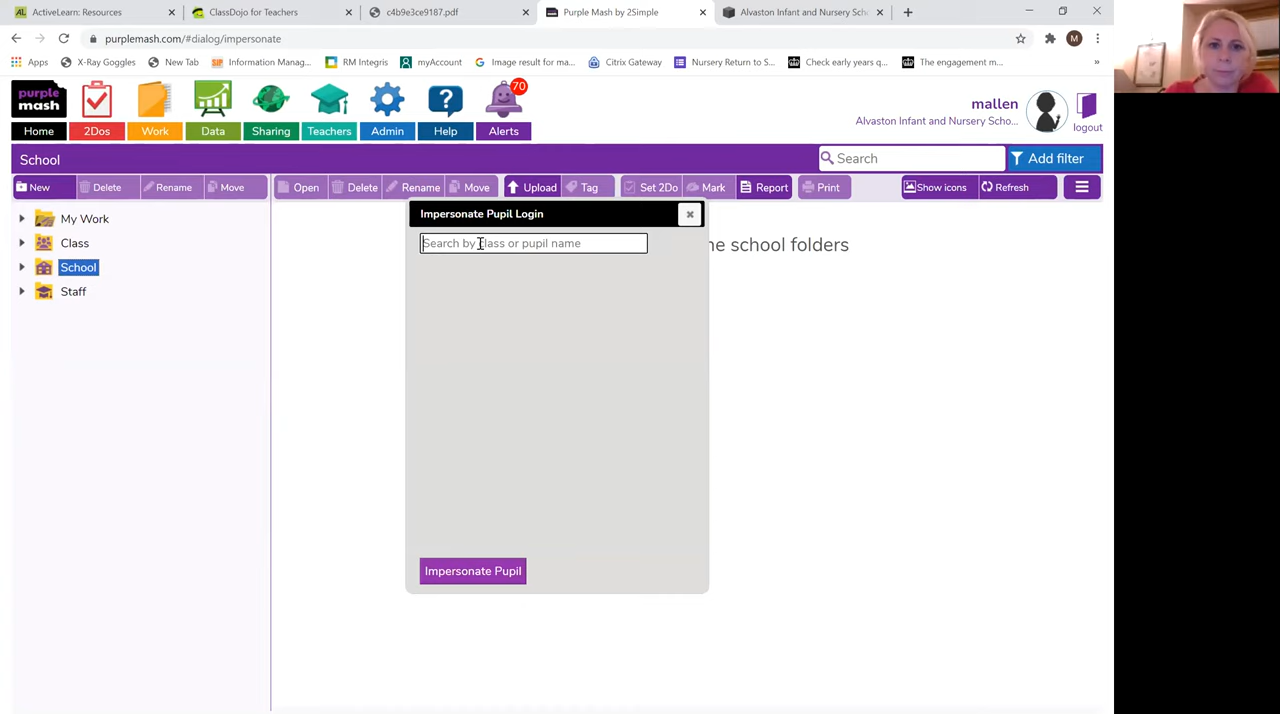 ActiveLearn: Resources
ClassDojo for Teachers
c4b9e3ce9187.pdf
Purple Mash by 2Simple
Alvaston Infant and Nursery Scho
purplemash.com/#dialog/impersonate
M
Apps
X-Ray Goggles
New Tab
Information Manag...
RM Integris
myAccount
Image result for ma...
Citrix Gateway
Nursery Return to S...
Check early years q...
The engagement m...
»
purple mash
70
mallen
Alvaston Infant and Nursery Scho...
logout
Home
2Dos
Work
Data
Sharing
Teachers
Admin
Help
Alerts
School
Search
Add filter
New
Delete
Rename
Move
Open
Delete
Rename
Move
Upload
Tag
Set 2Do
Mark
Report
Print
Show icons
Refresh
My Work
Class
School
Staff
Impersonate Pupil Login
Search by class or pupil name
he school folders
Impersonate Pupil